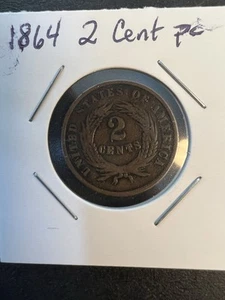 1864 2 Cent pc
UNITED STATES OF AMERICA
2
CENTS